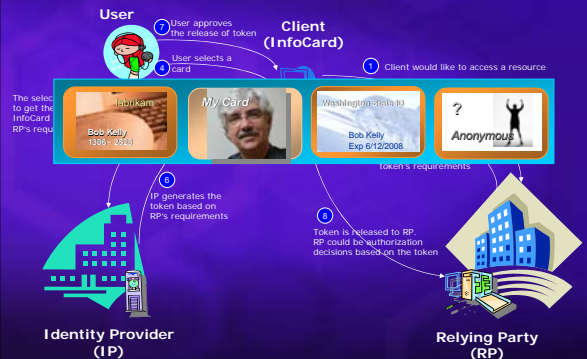 User
7
User approves
the release of token
Client
(InfoCard)
4
User selects a
card
1
Client would like to access a resource
The selec
to get the
InfoCard
RP's requ
fabrikam
Bob Kelly
My Card
Washington State ID
Bob Kelly
Exp 6/12/2008
?
Anonymous
token's requirements
6
IP generates the
token based on
RP's requirements
8
Token is released to RP.
RP could be authorization
decisions based on the token
Identity Provider
(IP)
Relying Party
(RP)